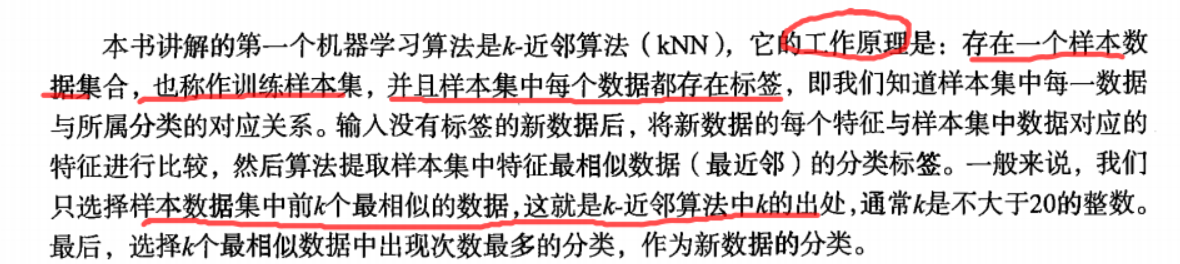 本书讲解的第一个机器学习算法是k-近邻算法（kNN），它的工作原理是：存在一个样本数
据集合，也称作训练样本集，并且样本集中每个数据都存在标签，即我们知道样本集中每一数据
与所属分类的对应关系。输入没有标签的新数据后，将新数据的每个特征与样本集中数据对应的
特征进行比较，然后算法提取样本集中特征最相似数据（最近邻）的分类标签。一般来说，我们
只选择样本数据集中前k个最相似的数据,这就是k-近邻算法中k的出处,通常k是不大于20的整数。
最后，选择k个最相似数据中出现次数最多的分类，作为新数据的分类。